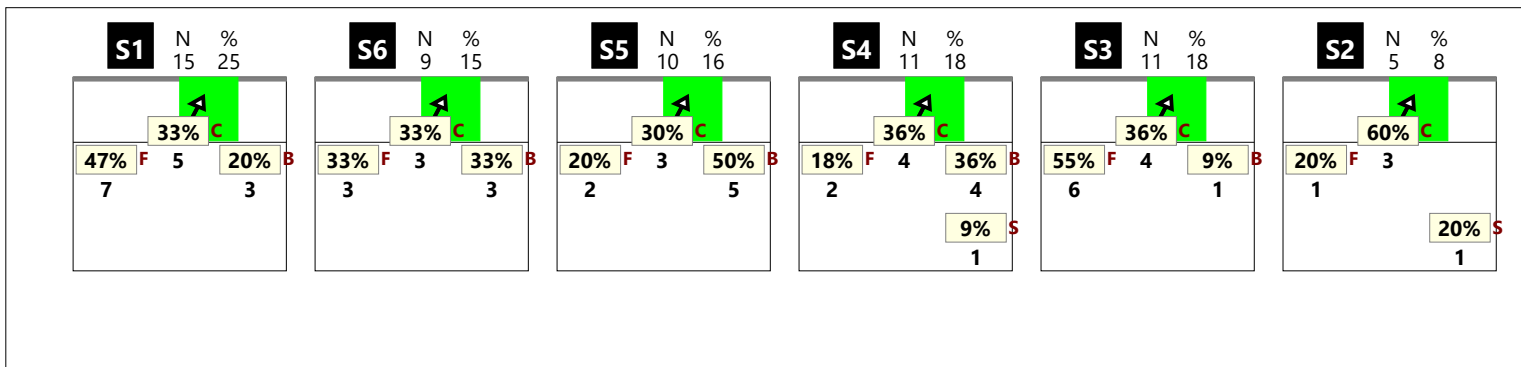 S1 N % 15 25
33% C
47% F 5 20% B
7 3
S6 N % 9 15
33% C
33% F 3 33% B
3 3
S5 N % 10 16
30% C
20% F 3 50% B
2 5
S4 N % 11 18
36% C
18% F 4 36% B
2 4
9% S
1
S3 N % 11 18
36% C
55% F 4 9% B
6 1
S2 N % 5 8
60% C
20% F 3
1
20% S
1